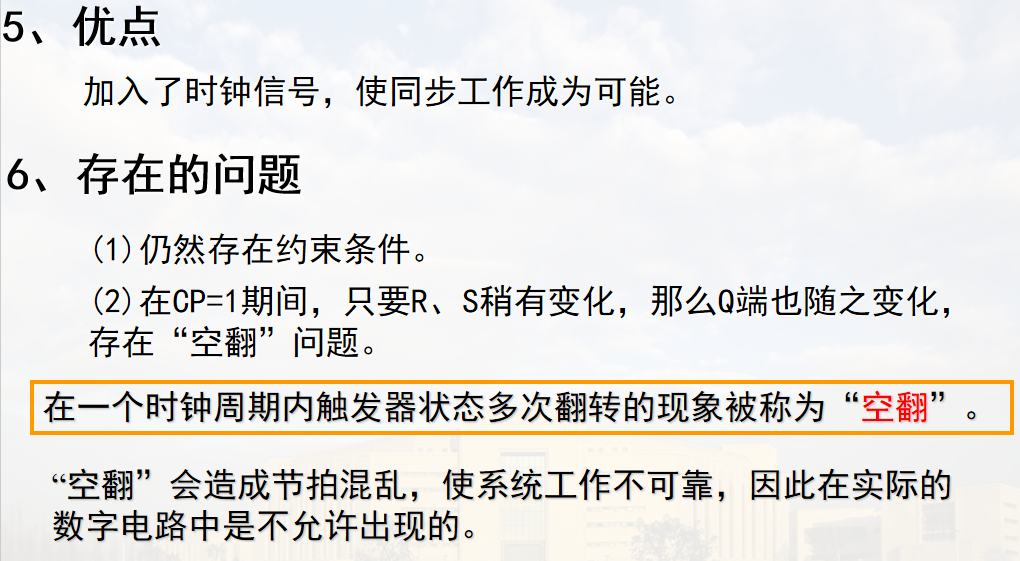 5、优点
加入了时钟信号，使同步工作成为可能。
6、存在的问题
(1)仍然存在约束条件。
(2)在CP=1期间，只要R、S稍有变化，那么Q端也随之变化，
存在“空翻”问题。
在一个时钟周期内触发器状态多次翻转的现象被称为“空翻”。
“空翻”会造成节拍混乱，使系统工作不可靠，因此在实际的
数字电路中是不允许出现的。